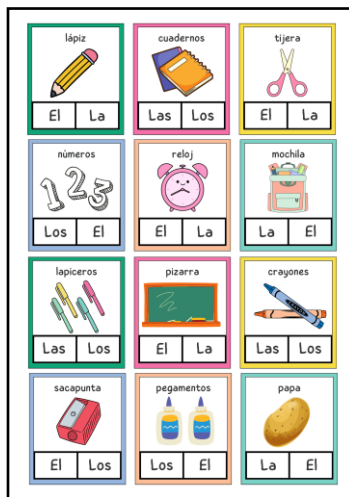 lápiz cuadernos tijera
El La Las Los El La
números reloj mochila
Los El El La La El
lapiceros pizarra crayones
Las Los El La Las Los
sacapunta pegamentos papa
El Los Los El La El